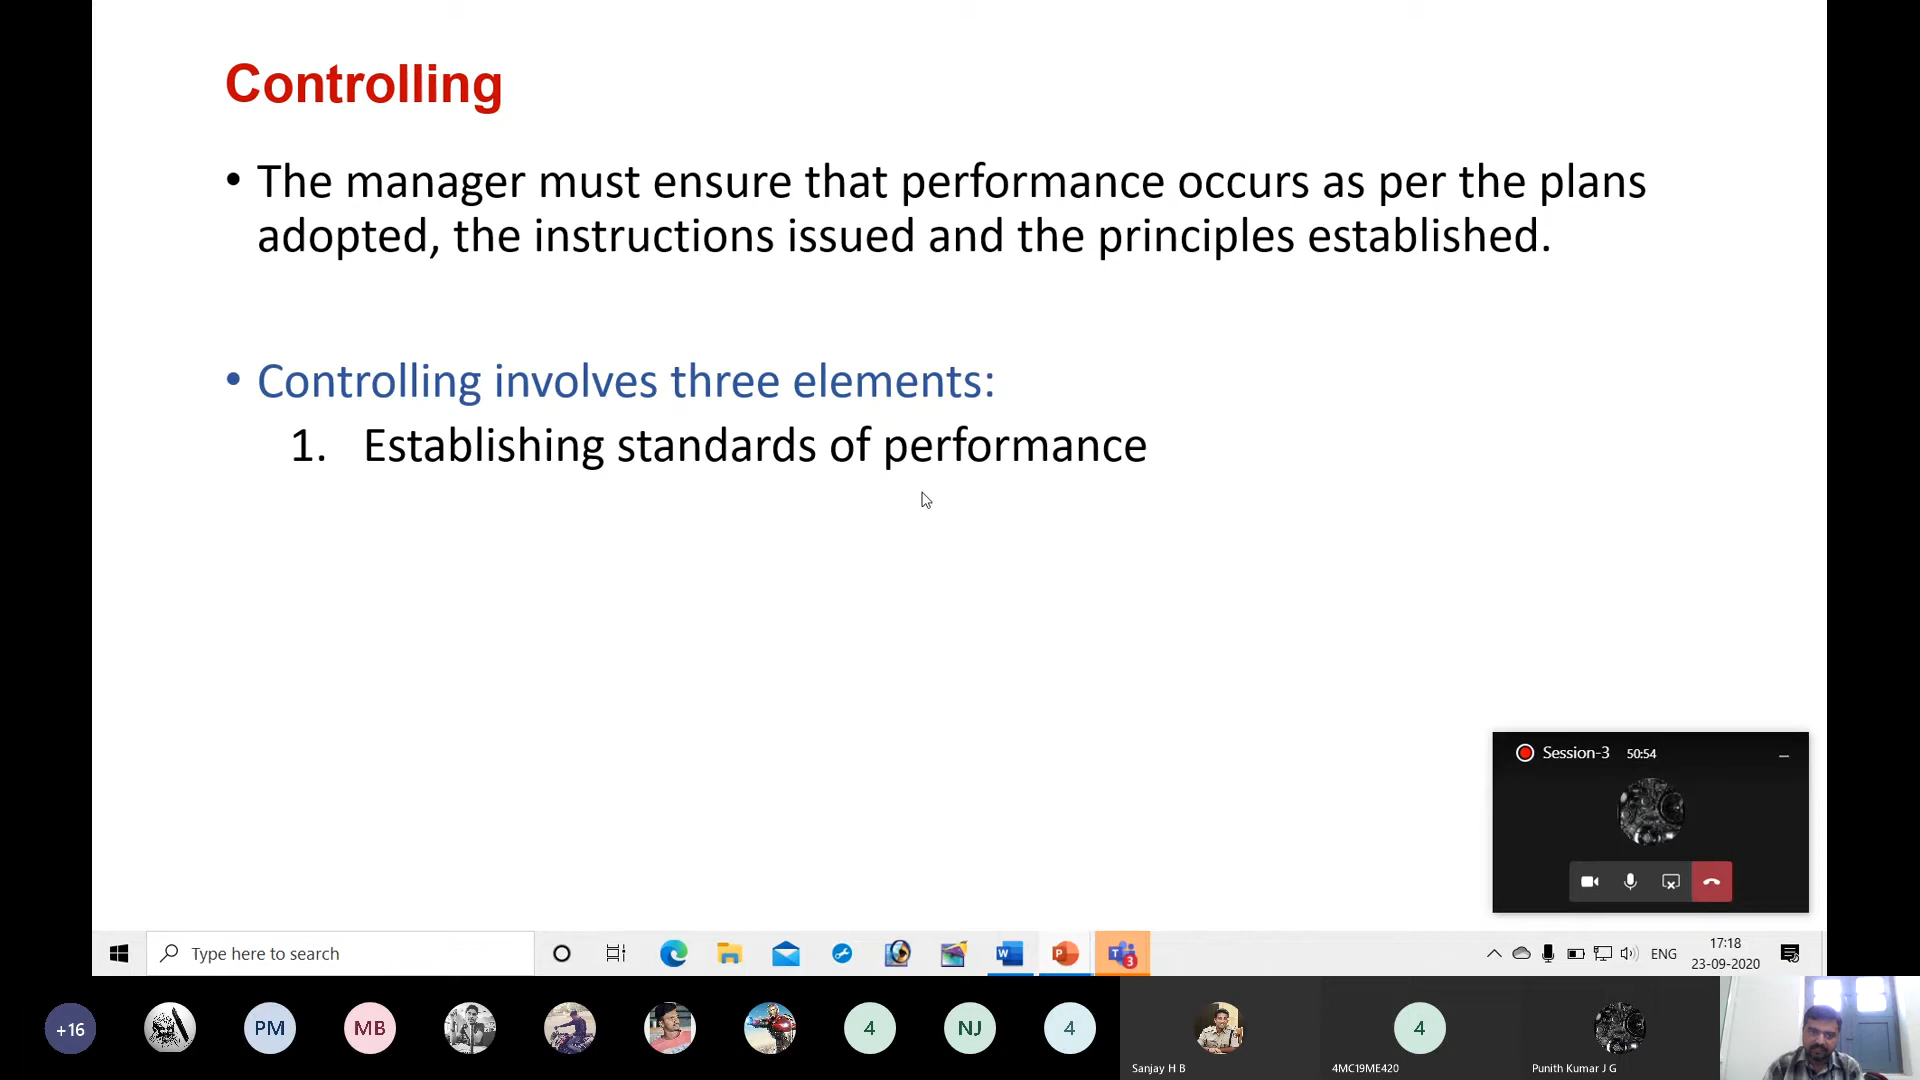 Controlling
• The manager must ensure that performance occurs as per the plans
adopted, the instructions issued and the principles established.
• Controlling involves three elements:
1. Establishing standards of performance
Session-3 50:54
Type here to search
ENG
17:18
23-09-2020
3
+16
PM
MB
4
NJ
4
4
Sanjay H B
4MC19ME420
Punith Kumar J G